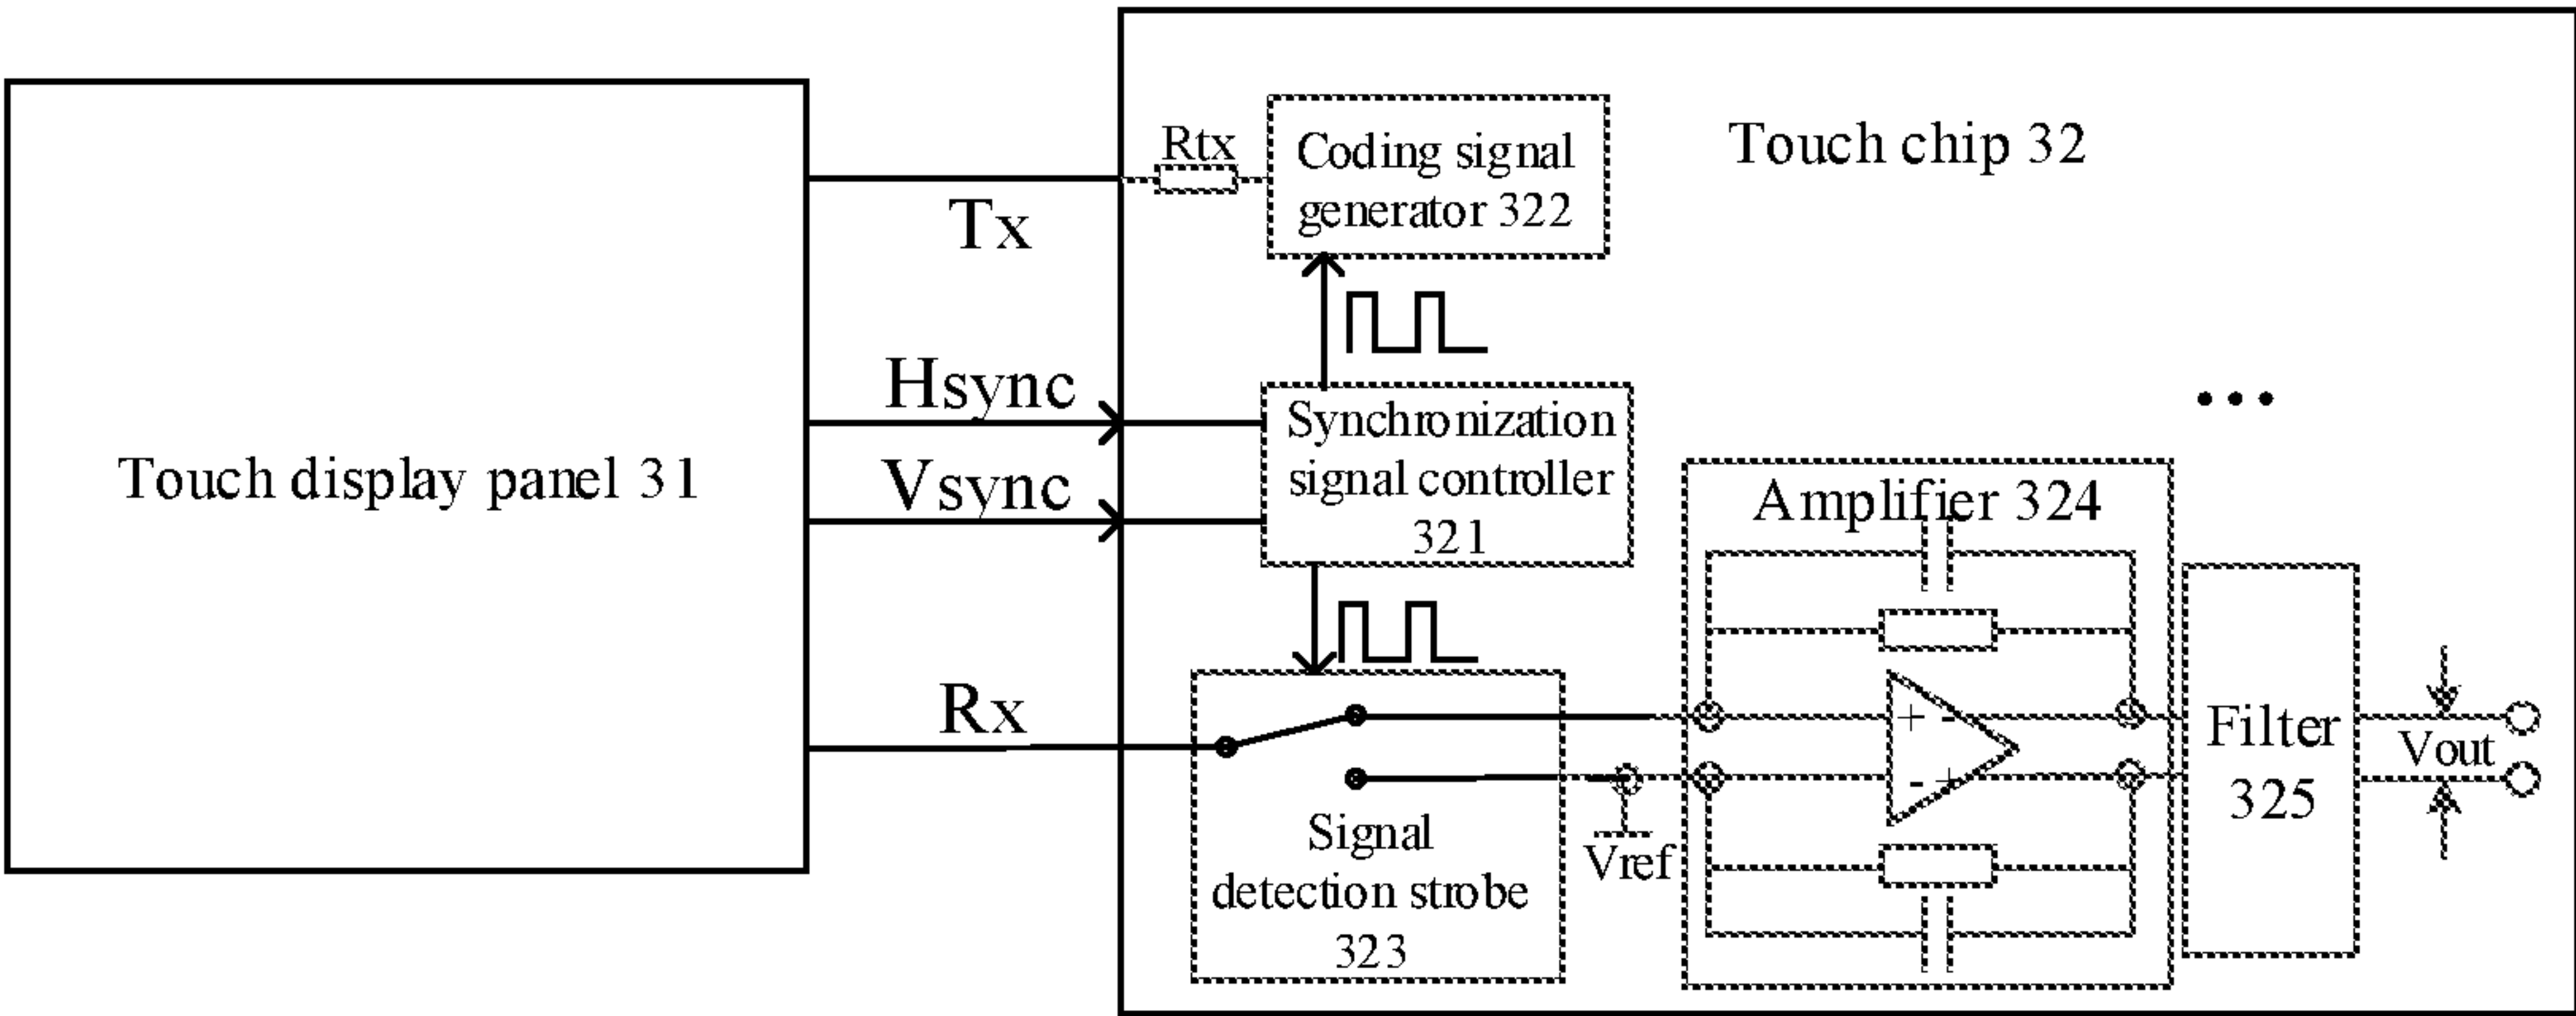 Touch display panel 31
Tx
Hsync
Vsync
Rx
Touch chip 32
Rtx
Coding signal
generator 322
Synchronization
signal controller
321
Signal
detection strobe
323
Vref
Amplifier 324
+ -
- +
Filter
325
Vout